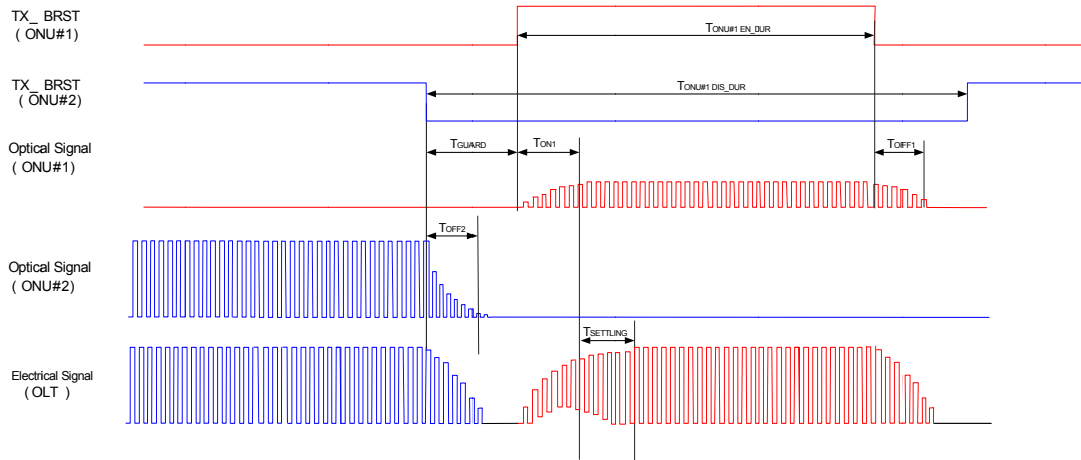 TX_ BRST
( ONU#1)
TONU#1 EN_DUR
TX_ BRST
( ONU#2)
TONU#1 DIS_DUR
Optical Signal
( ONU#1)
TGUARD
TON1
TOFF1
TOFF2
Optical Signal
( ONU#2)
TSETTLING
Electrical Signal
( OLT )